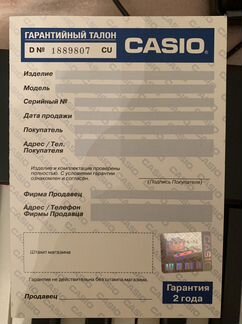 ГАРАНТИЙНЫЙ ТАЛОН
D № 1889807 CU
CASIO
Изделие
Модель
Серийный №
Дата продажи
Покупатель
Адрес / Тел.
Покупателя
Изделие и комплектация проверены
полностью. С условиями гарантии
ознакомлен и согласен.
(Подпись Покупателя)
Фирма Продавец
Адрес / Телефон
Фирмы Продавца
CASIO
Штамп магазина
Гарантия не действительна без штампа магазина.
Продавец
Гарантия
2 года